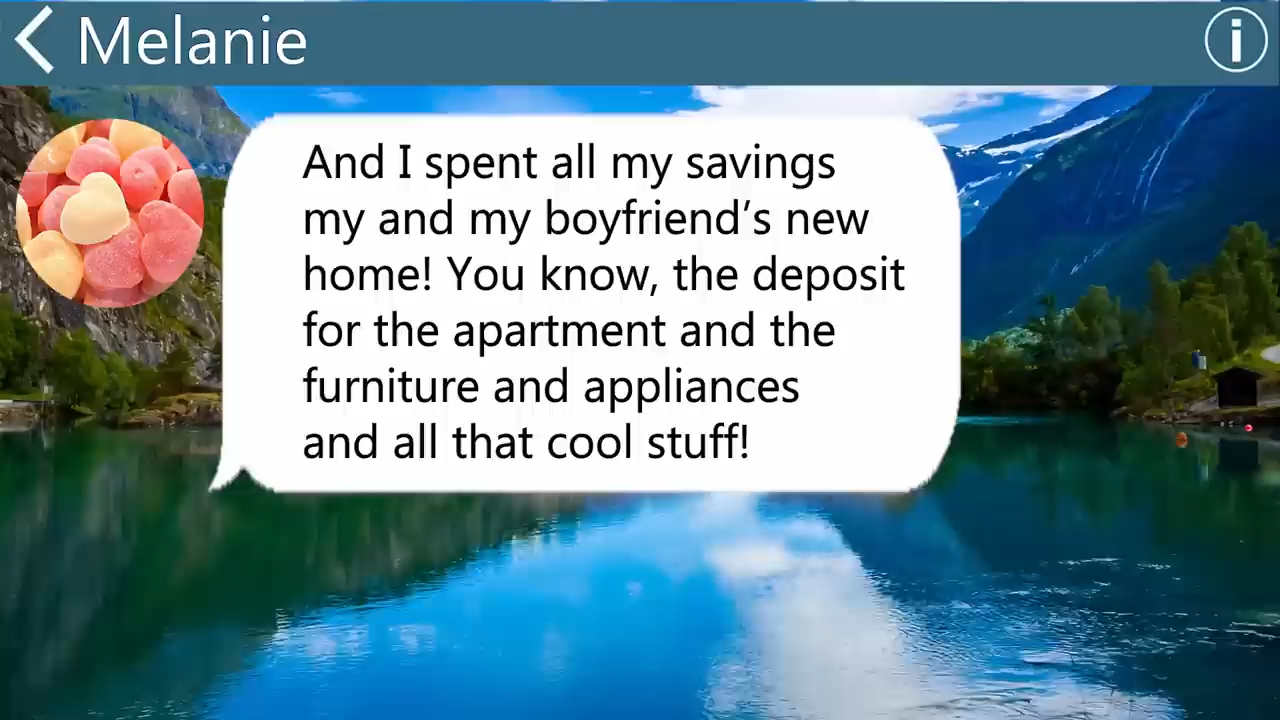 Melanie
And I spent all my savings
my and my boyfriend’s new
home! You know, the deposit
for the apartment and the
furniture and appliances
and all that cool stuff!